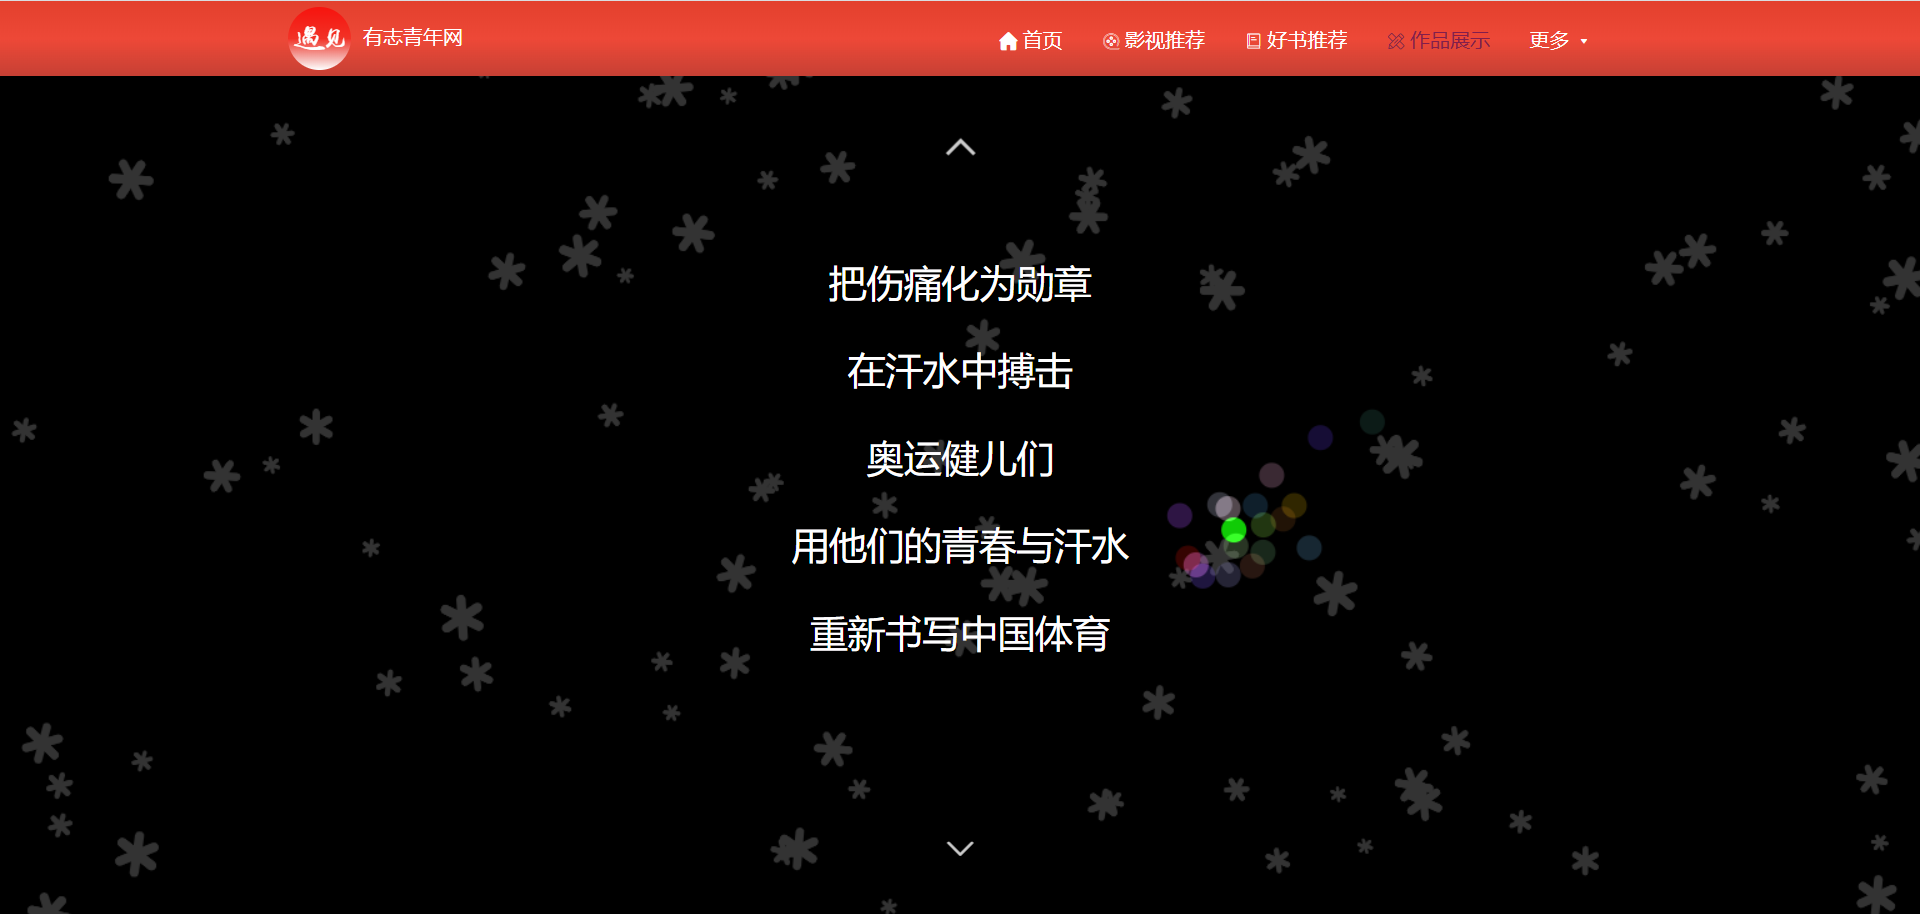 遇见
有志青年网
首页
影视推荐
好书推荐
作品展示
更多
把伤痛化为勋章
在汗水中搏击
奥运健儿们
用他们的青春与汗水
重新书写中国体育